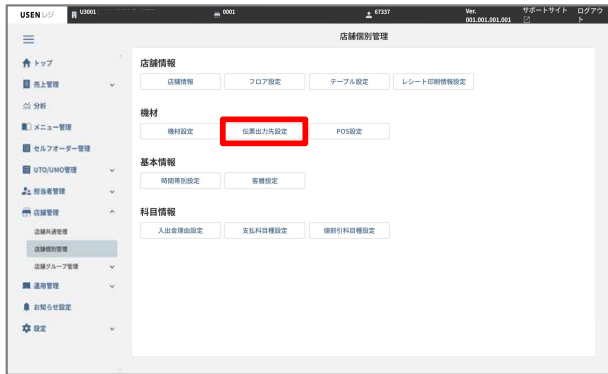 USEN レジ U3001 0001 67337 Ver. 001.001.001.001 サポートサイト ログアウト
店舗個別管理
トップ
売上管理
分析
メニュー管理
セルフオーダー管理
UTO/UMO管理
担当者管理
店舗管理
店舗共通管理
店舗個別管理
店舗グループ管理
運用管理
お知らせ設定
設定
店舗情報
店舗情報 フロア設定 テーブル設定 レシート印刷情報設定
機材
機材設定 伝票出力先設定 POS設定
基本情報
時間帯別設定 客層設定
科目情報
入出金理由設定 支払科目種設定 値割引科目種設定